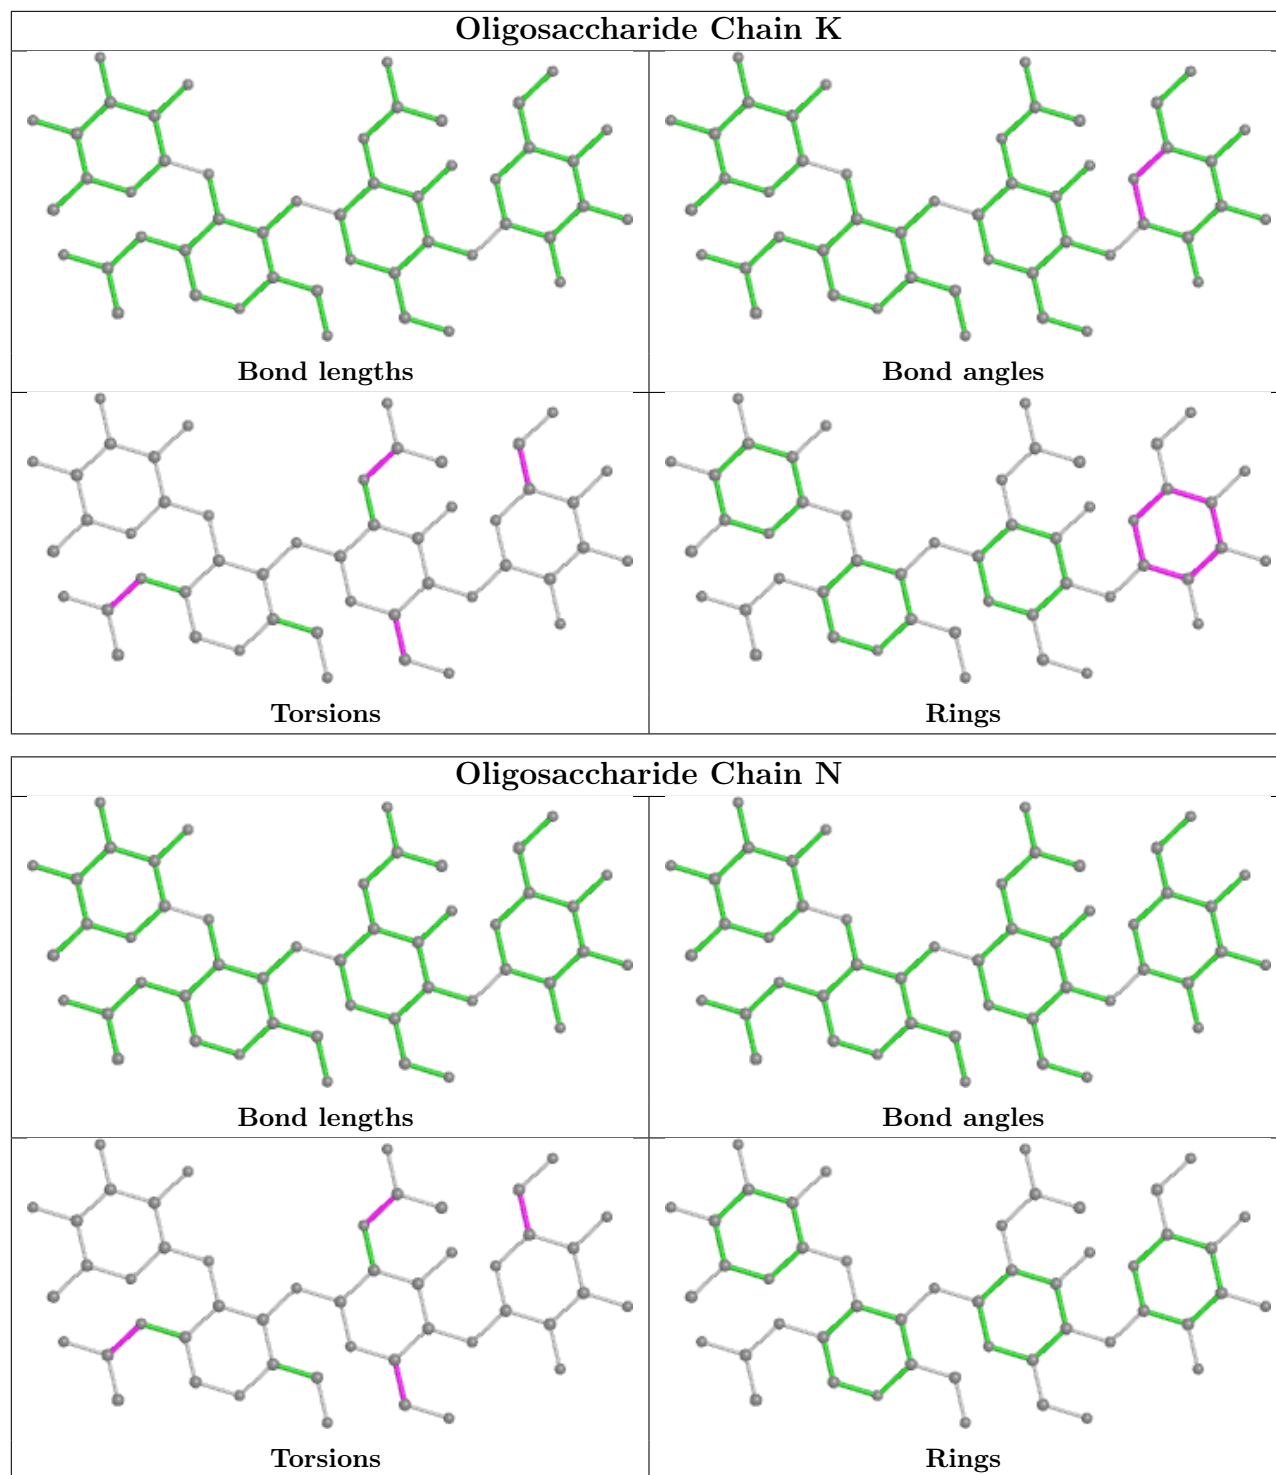 Oligosaccharide Chain K
Bond lengths
Bond angles
Torsions
Rings
Oligosaccharide Chain N
Bond lengths
Bond angles
Torsions
Rings